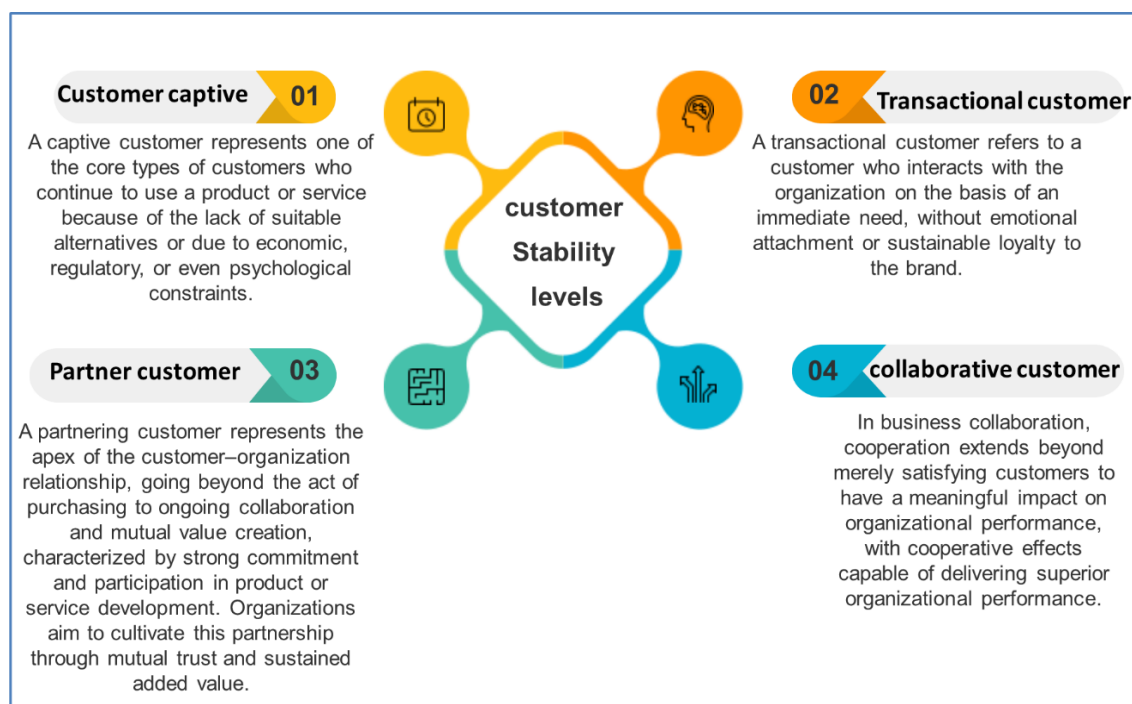 Customer captive
01
A captive customer represents one of
the core types of customers who
continue to use a product or service
because of the lack of suitable
alternatives or due to economic,
regulatory, or even psychological
constraints.
02
Transactional customer
A transactional customer refers to a
customer who interacts with the
organization on the basis of an
immediate need, without emotional
attachment or sustainable loyalty to
the brand.
customer
Stability
levels
Partner customer
03
A partnering customer represents the
apex of the customer–organization
relationship, going beyond the act of
purchasing to ongoing collaboration
and mutual value creation,
characterized by strong commitment
and participation in product or
service development. Organizations
aim to cultivate this partnership
through mutual trust and sustained
added value.
04
collaborative customer
In business collaboration,
cooperation extends beyond
merely satisfying customers to
have a meaningful impact on
organizational performance,
with cooperative effects
capable of delivering superior
organizational performance.